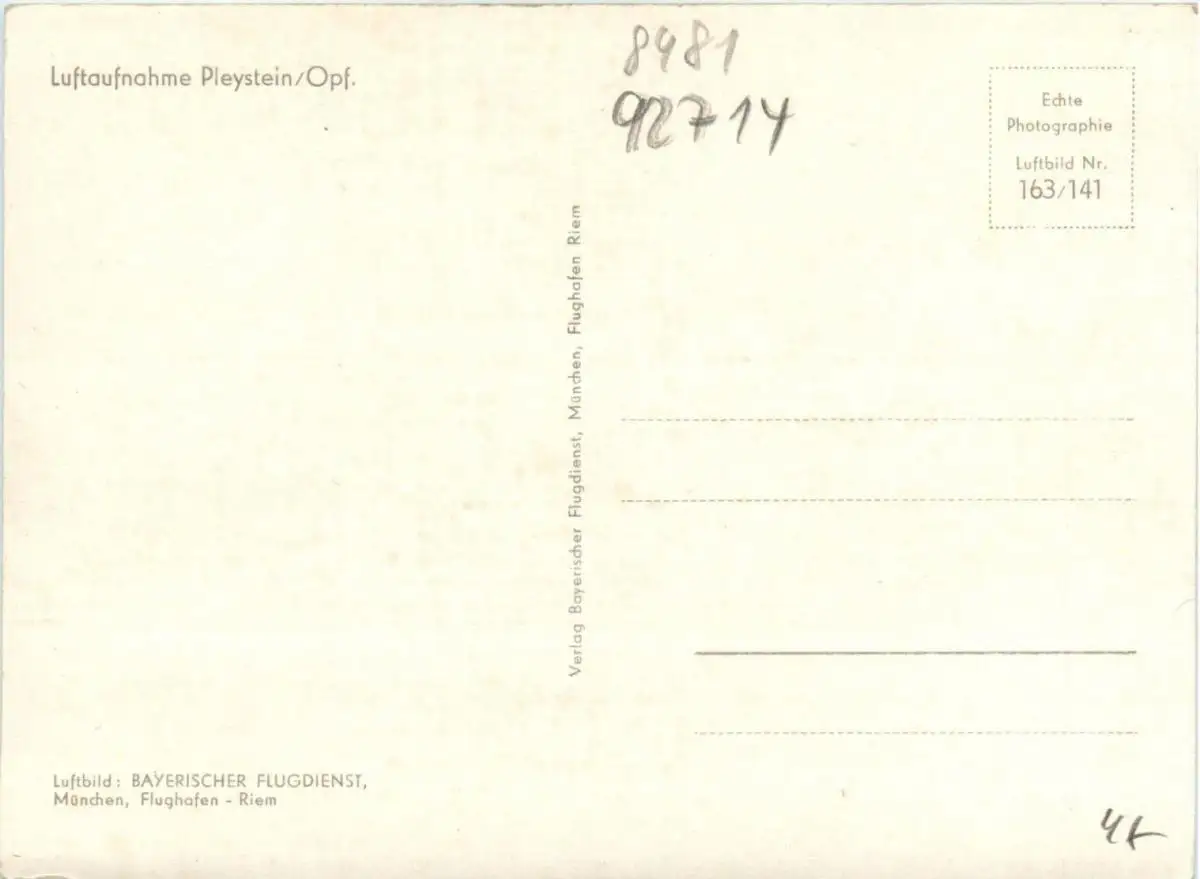 Luftaufnahme Pleystein/Opf.
8481
92714
Echte
Photographie
Luftbild Nr.
163/141
Verlag Bayerischer Flugdienst, München, Flughafen Riem
Luftbild: BAYERISCHER FLUGDIENST,
München, Flughafen - Riem